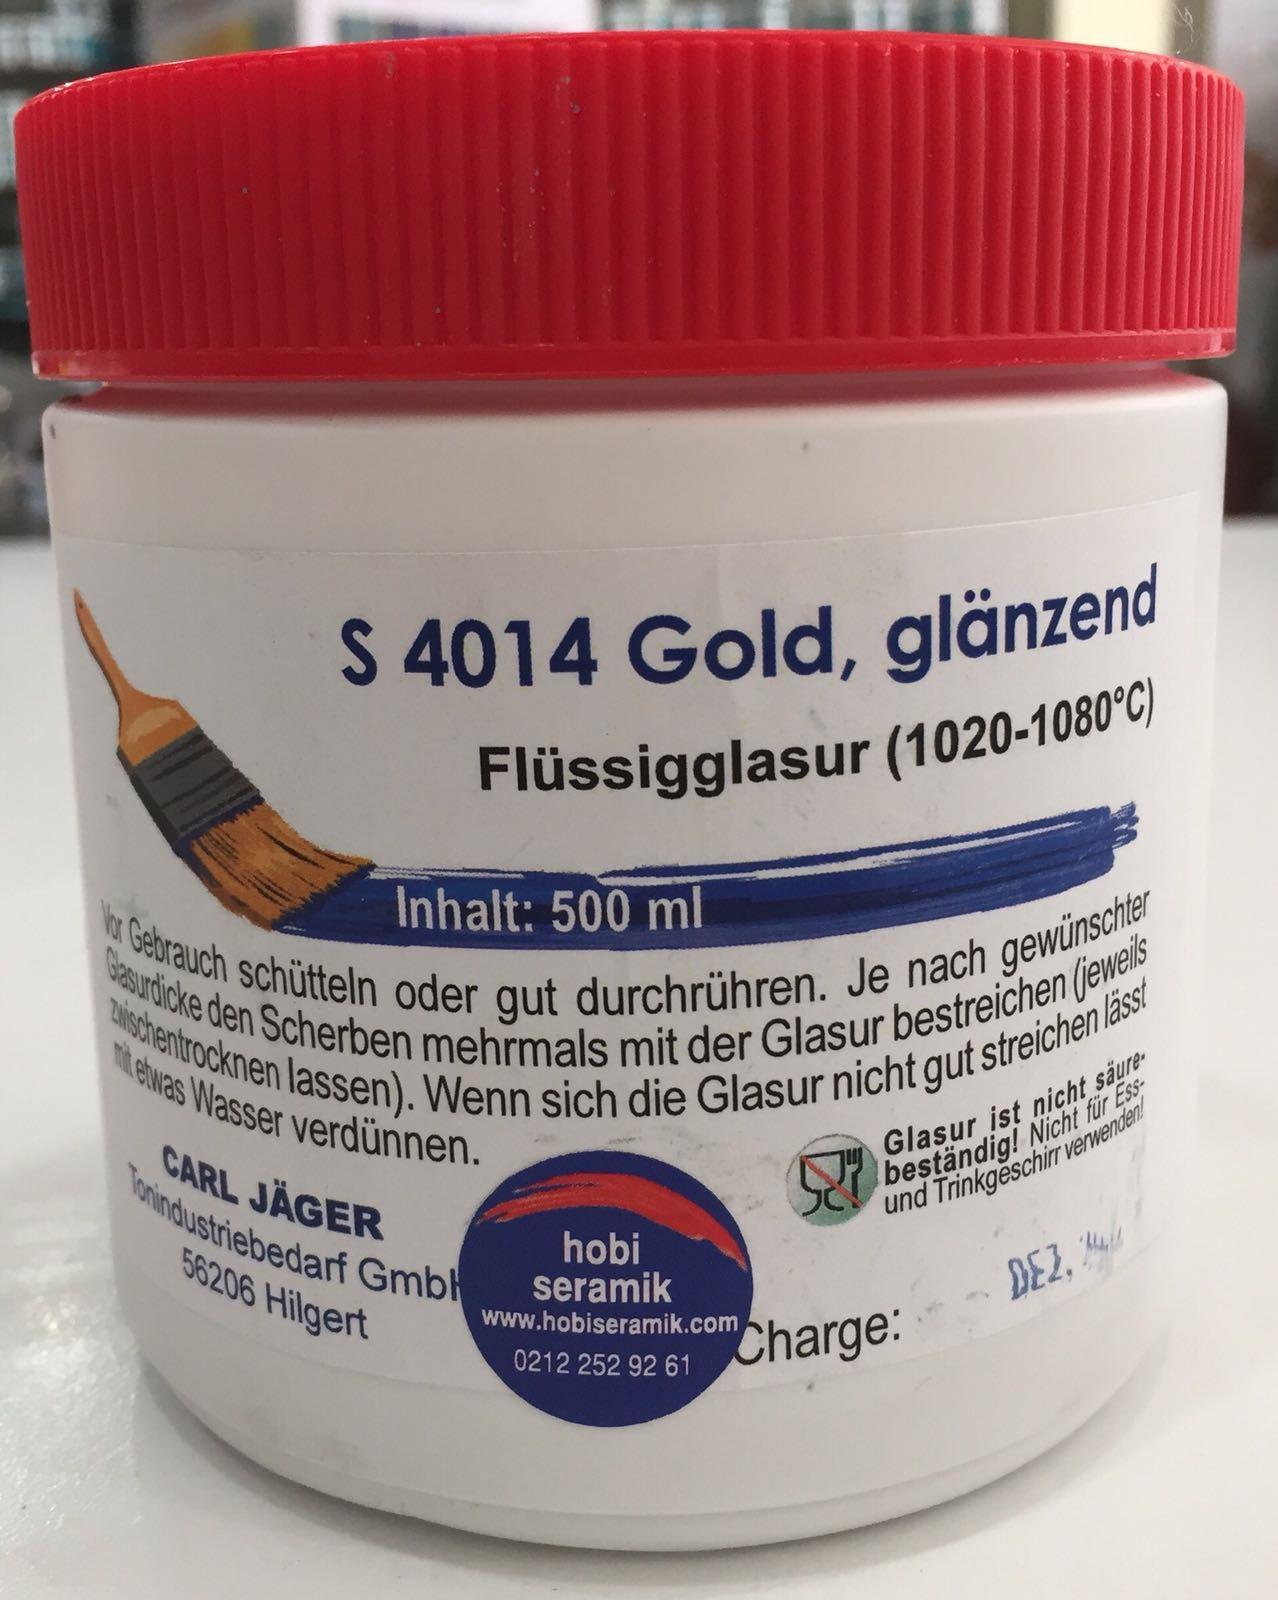 S 4014 Gold, glänzend
Flüssigglasur (1020-1080°C)
Inhalt: 500 ml
Vor Gebrauch schütteln oder gut durchrühren. Je nach gewünschter
Glasurdicke den Scherben mehrmals mit der Glasur bestreichen (jeweils
zwischentrocknen lassen). Wenn sich die Glasur nicht gut streichen lässt
mit etwas Wasser verdünnen.
Glasur ist nicht säure-
beständig! Nicht für Ess-
und Trinkgeschirr verwenden!
CARL JÄGER
Tonindustriebedarf GmbH
56206 Hilgert
hobi
seramik
www.hobiseramik.com
0212 252 92 61
DEZ.
Charge: